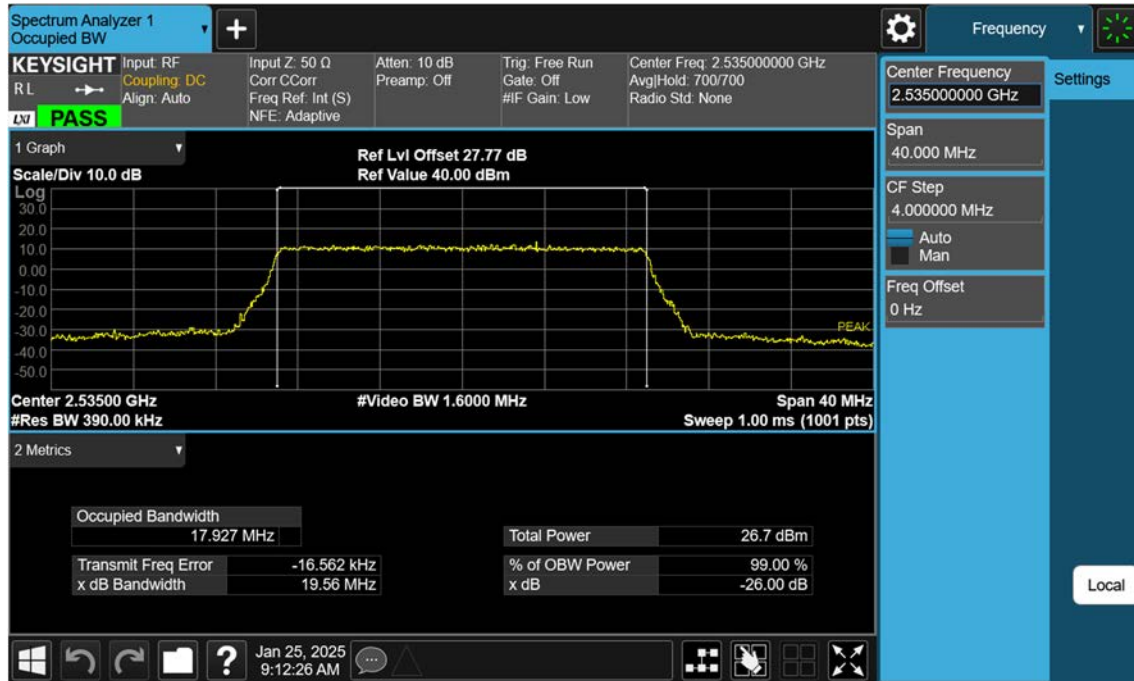 Spectrum Analyzer 1
Occupied BW
Frequency
KEYSIGHT
R L
LXI PASS
Input: RF
Coupling: DC
Align: Auto
Input Z: 50 Ω
Corr CCorr
Freq Ref: Int (S)
NFE: Adaptive
Atten: 10 dB
Preamp: Off
Trig: Free Run
Gate: Off
#IF Gain: Low
Center Freq: 2.535000000 GHz
Avg|Hold: 700/700
Radio Std: None
1 Graph
Scale/Div 10.0 dB
Ref Lvl Offset 27.77 dB
Ref Value 40.00 dBm
Log
30.0
20.0
10.0
0.00
-10.0
-20.0
-30.0
-40.0
-50.0
PEAK
Center 2.53500 GHz
#Video BW 1.6000 MHz
Span 40 MHz
#Res BW 390.00 kHz
Sweep 1.00 ms (1001 pts)
2 Metrics
Occupied Bandwidth
17.927 MHz
Total Power 26.7 dBm
Transmit Freq Error -16.562 kHz
% of OBW Power 99.00 %
x dB Bandwidth 19.56 MHz
x dB -26.00 dB
Center Frequency
2.535000000 GHz
Settings
Span
40.000 MHz
CF Step
4.000000 MHz
Auto
Man
Freq Offset
0 Hz
Local
?
Jan 25, 2025
9:12:26 AM